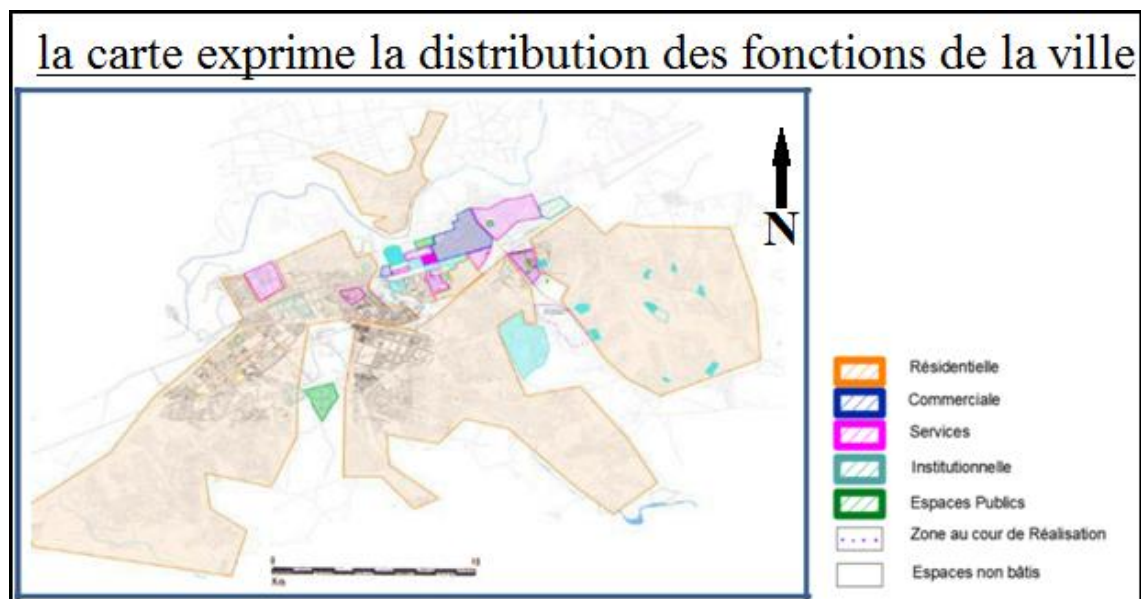 la carte exprime la distribution des fonctions de la ville
N
Résidentielle
Commerciale
Services
Institutionnelle
Espaces Publics
Zone au cour de Réalisation
Espaces non bâtis
Km